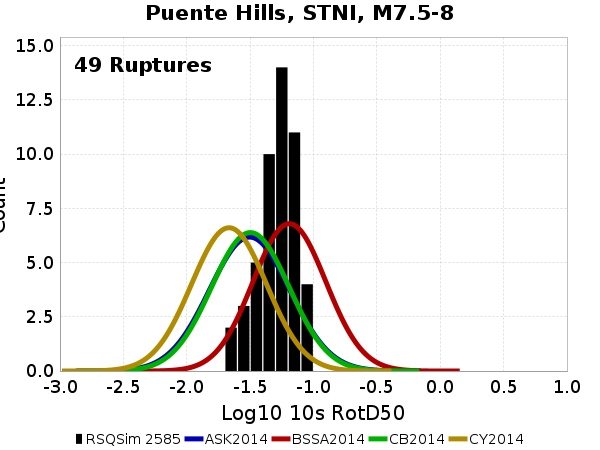 Puente Hills, STNI, M7.5-8
49 Ruptures
15.0
12.5
10.0
7.5
5.0
2.5
0.0
Count
-3.0 -2.5 -2.0 -1.5 -1.0 -0.5 0.0 0.5 1.0
Log10 10s RotD50
RSQSim 2585 ASK2014 BSSA2014 CB2014 CY2014